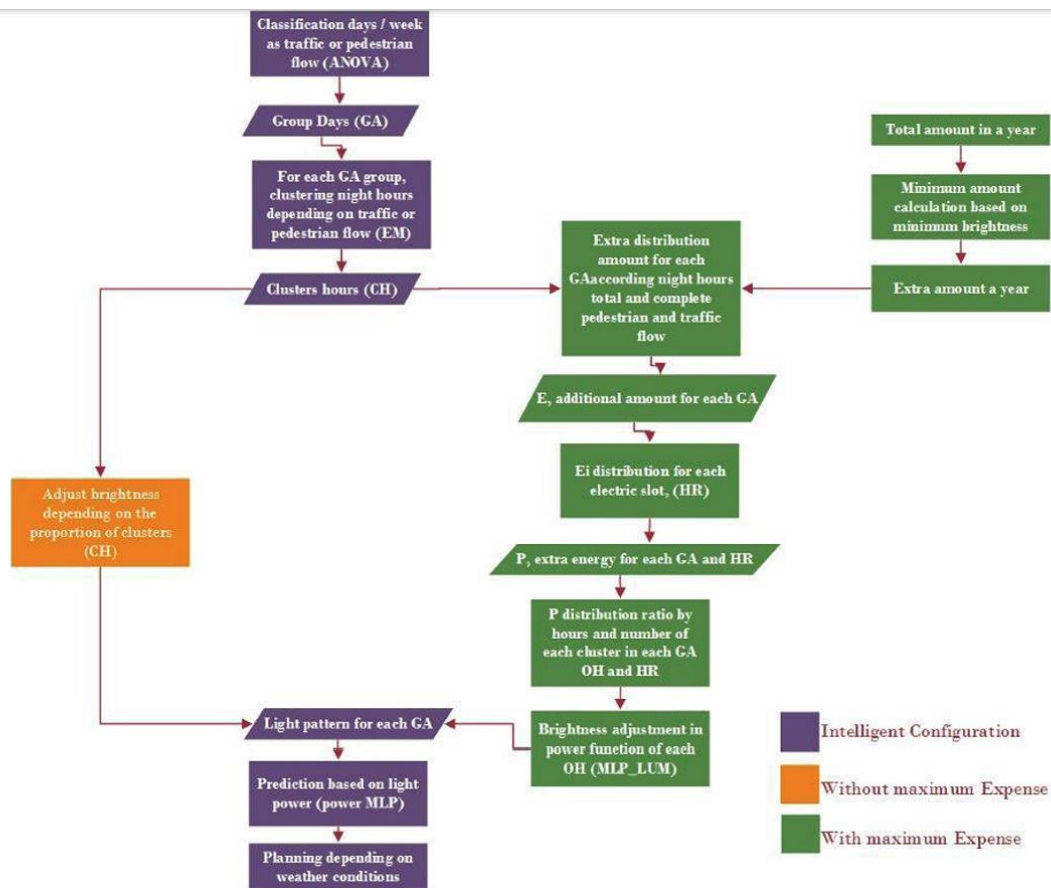 Classification days / week
as traffic or pedestrian
flow (ANOVA)
Group Days (GA)
For each GA group,
clustering night hours
depending on traffic or
pedestrian flow (EM)
Clusters hours (CH)
Total amount in a year
Minimum amount
calculation based on
minimum brightness
Extra amount a year
Extra distribution
amount for each
GAaccording night hours
total and complete
pedestrian and traffic
flow
E, additional amount for each GA
Ei distribution for each
electric slot, (HR)
P, extra energy for each GA and HR
P distribution ratio by
hours and number of
each cluster in each GA
OH and HR
Brightness adjustment in
power function of each
OH (MLP_LUM)
Adjust brightness
depending on the
proportion of clusters
(CH)
Light pattern for each GA
Prediction based on light
power (power MLP)
Planning depending on
weather conditions
Intelligent Configuration
Without maximum Expense
With maximum Expense